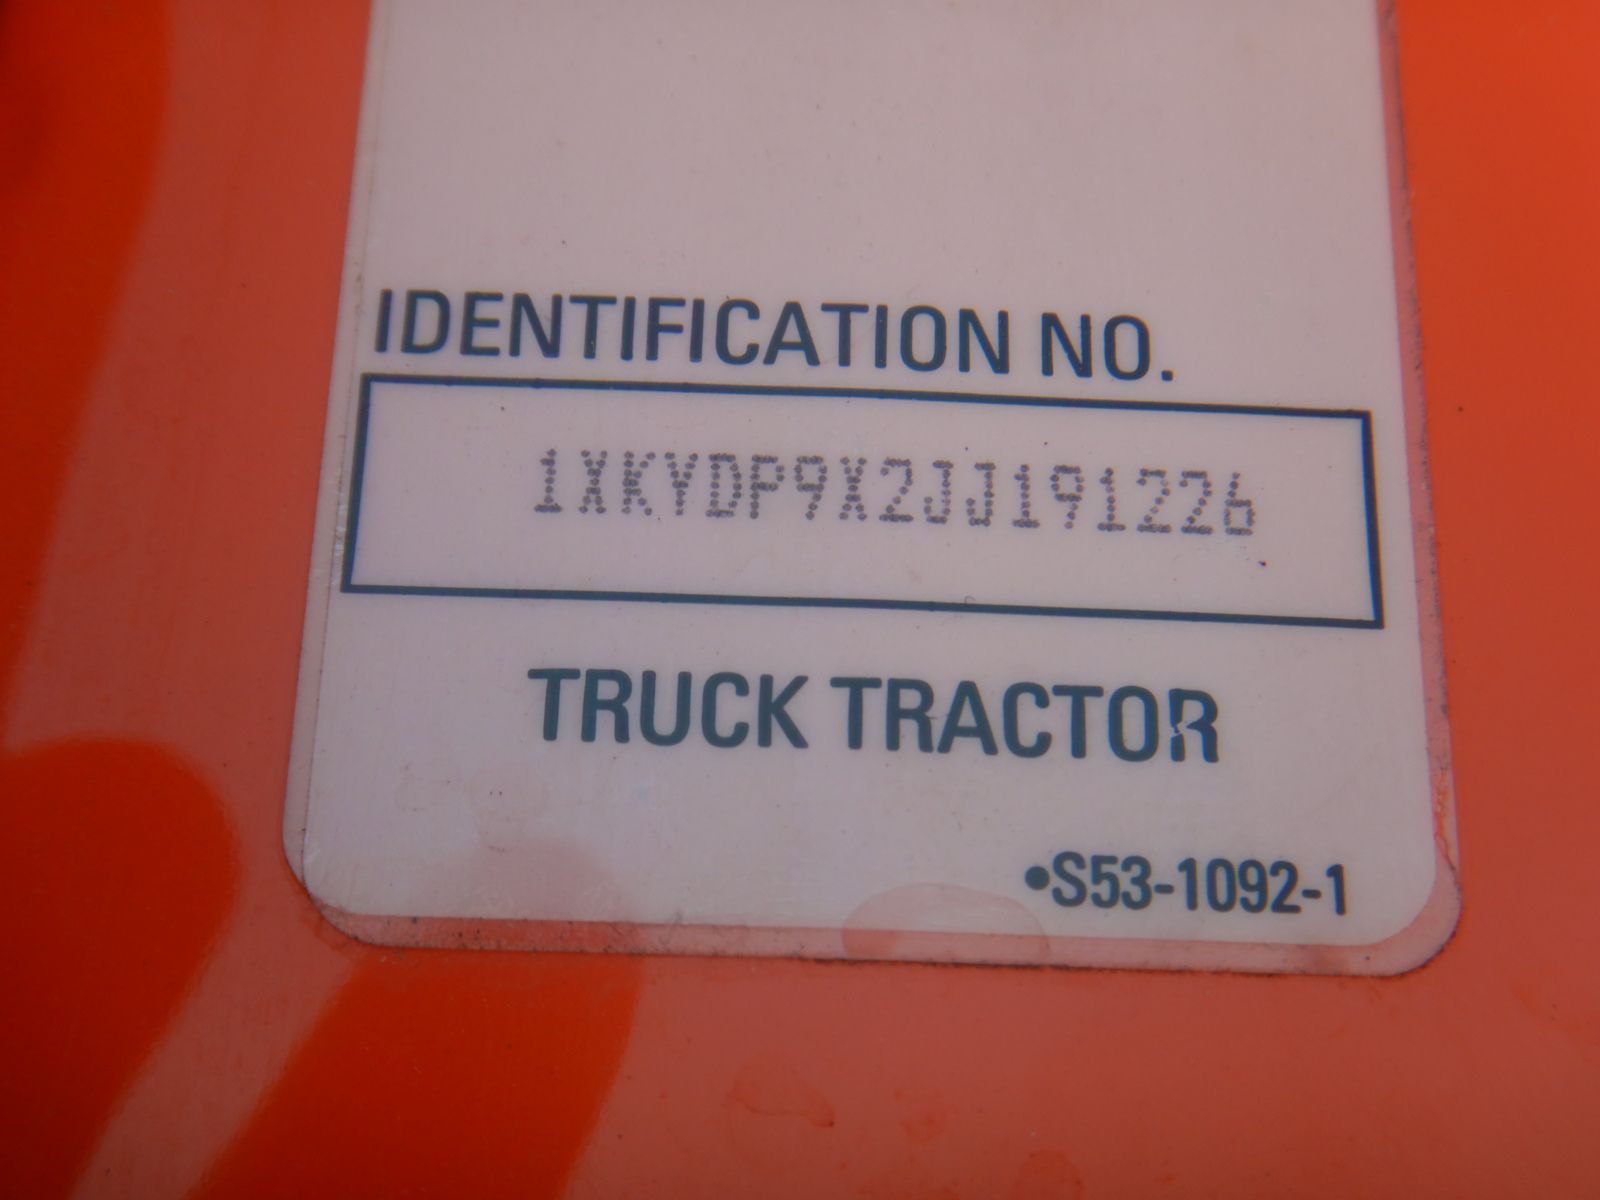 IDENTIFICATION NO.
1XKYDP9X2JJ191226
TRUCK TRACTOR
•S53-1092-1